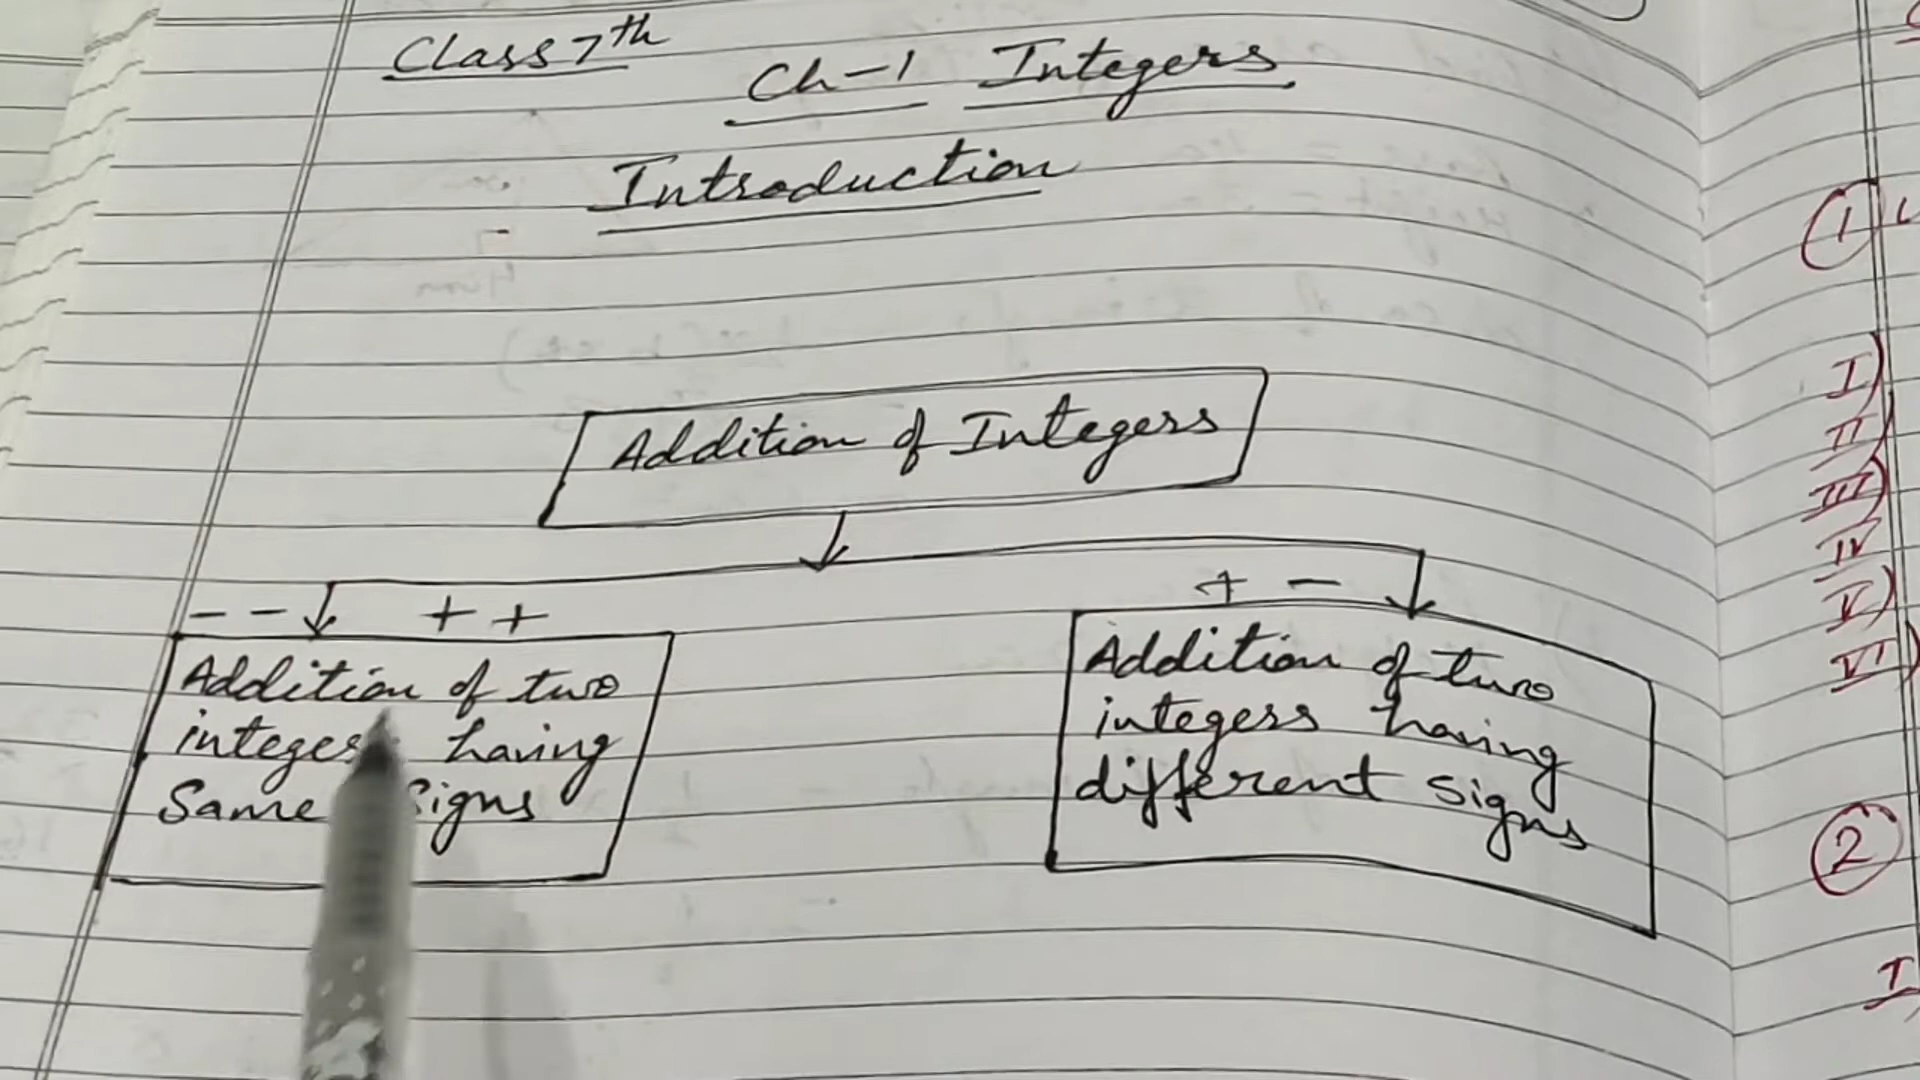 Class 7th
Ch-1 Integers
Introduction
Addition of Integers
- - + +
+ -
Addition of two
integers having
Same Signs
Addition of two
integers having
different signs
1
I)
II)
III)
IV
V)
VI)
2
I